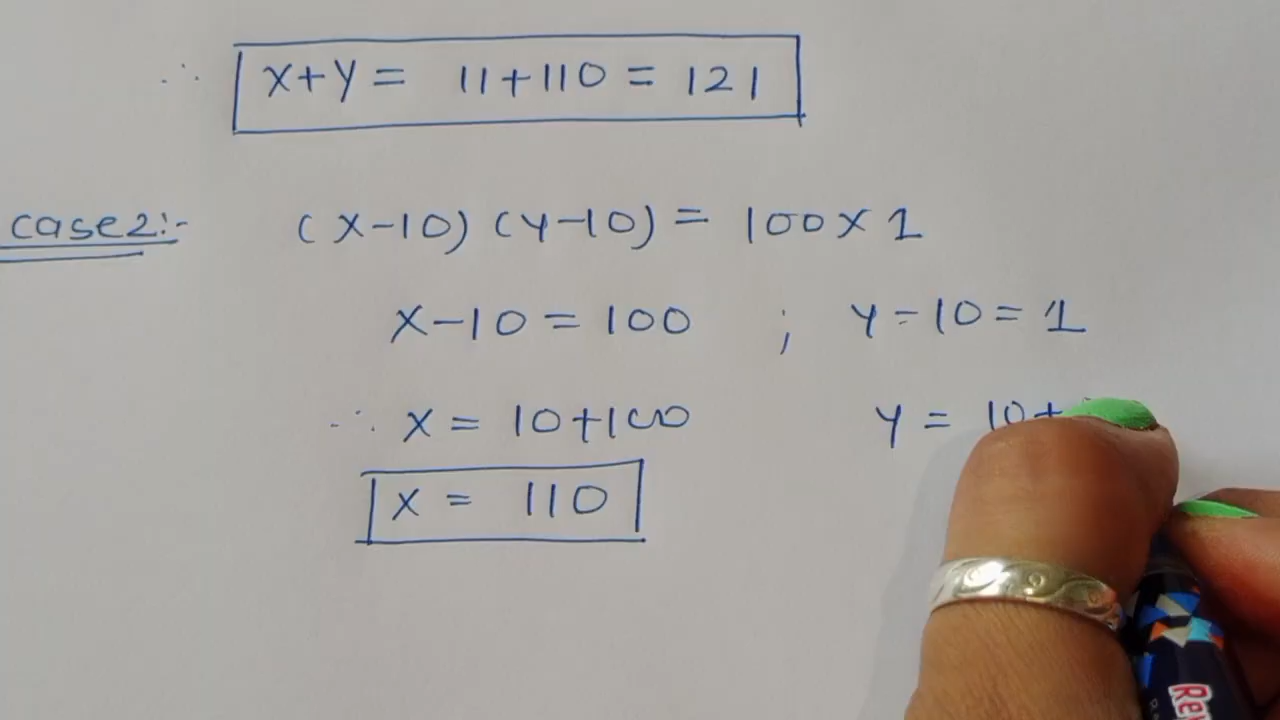 ∴ X+Y = 11+110 = 121
case2:-
(X-10) (Y-10) = 100 X 1
X-10 = 100 ; Y-10 = 1
∴ X = 10+100 Y = 10+
X = 110